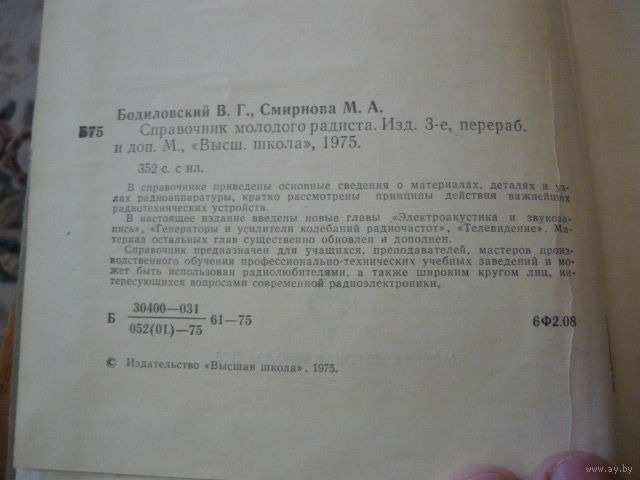 Бодиловский В. Г., Смирнова М. А.
Б75 Справочник молодого радиста. Изд. 3-е, перераб.
и доп. М., «Высш. школа», 1975.
352 с. с ил.
В справочнике приведены основные сведения о материалах, деталях и уз-
лах радиоаппаратуры, кратко рассмотрены принципы действия важнейших
радиотехнических устройств.
В настоящее издание введены новые главы «Электроакустика и звукоза-
пись», «Генераторы и усилители колебаний радиочастот», «Телевидение». Ма-
териал остальных глав существенно обновлен и дополнен.
Справочник предназначен для учащихся, преподавателей, мастеров произ-
водственного обучения профессионально-технических учебных заведений и мо-
жет быть использован радиолюбителями, а также широким кругом лиц, ин-
тересующихся вопросами современной радиоэлектроники.
30400—031
Б 61—75 6Ф2.08
052(01)—75
© Издательство «Высшая школа», 1975.
www.ay.by